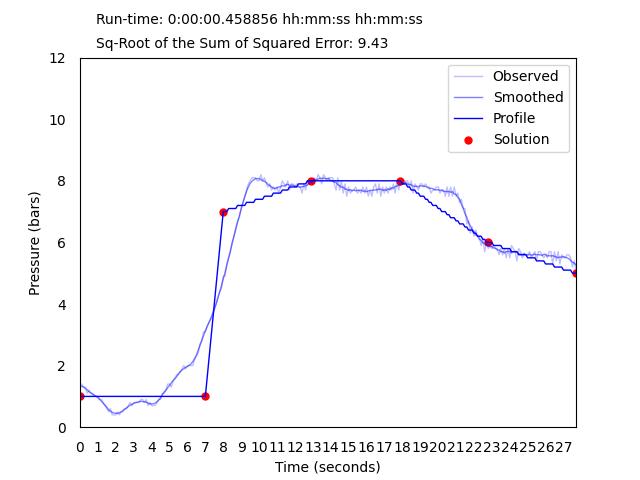 Run-time: 0:00:00.458856 hh:mm:ss hh:mm:ss
Sq-Root of the Sum of Squared Error: 9.43
12
10
8
6
4
2
0
Pressure (bars)
Observed
Smoothed
Profile
Solution
0 1 2 3 4 5 6 7 8 9 10 11 12 13 14 15 16 17 18 19 20 21 22 23 24 25 26 27
Time (seconds)